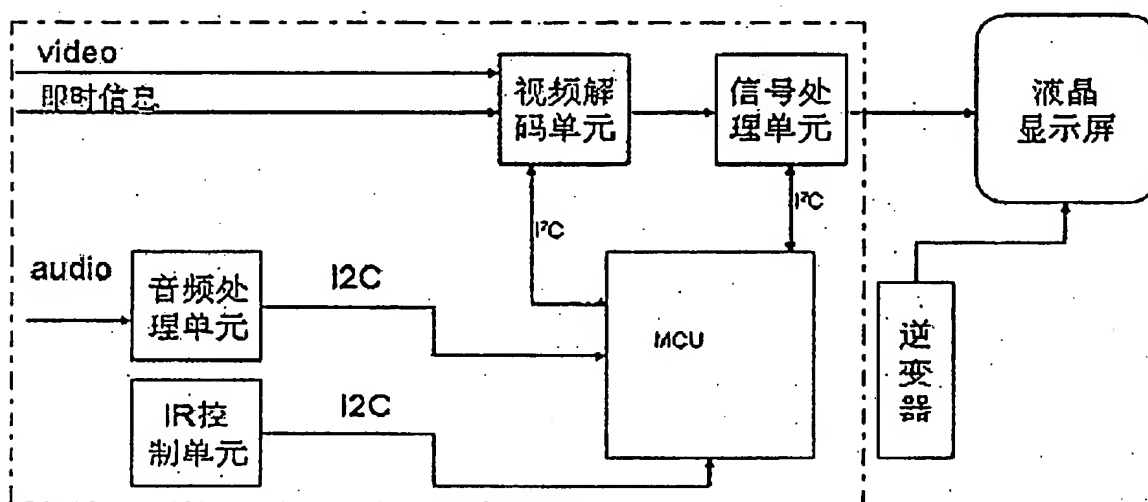 video
即时信息
视频解
码单元
信号处
理单元
液晶
显示屏
I²C
I²C
audio
音频处
理单元
I2C
MCU
逆
变
器
IR控
制单元
I2C